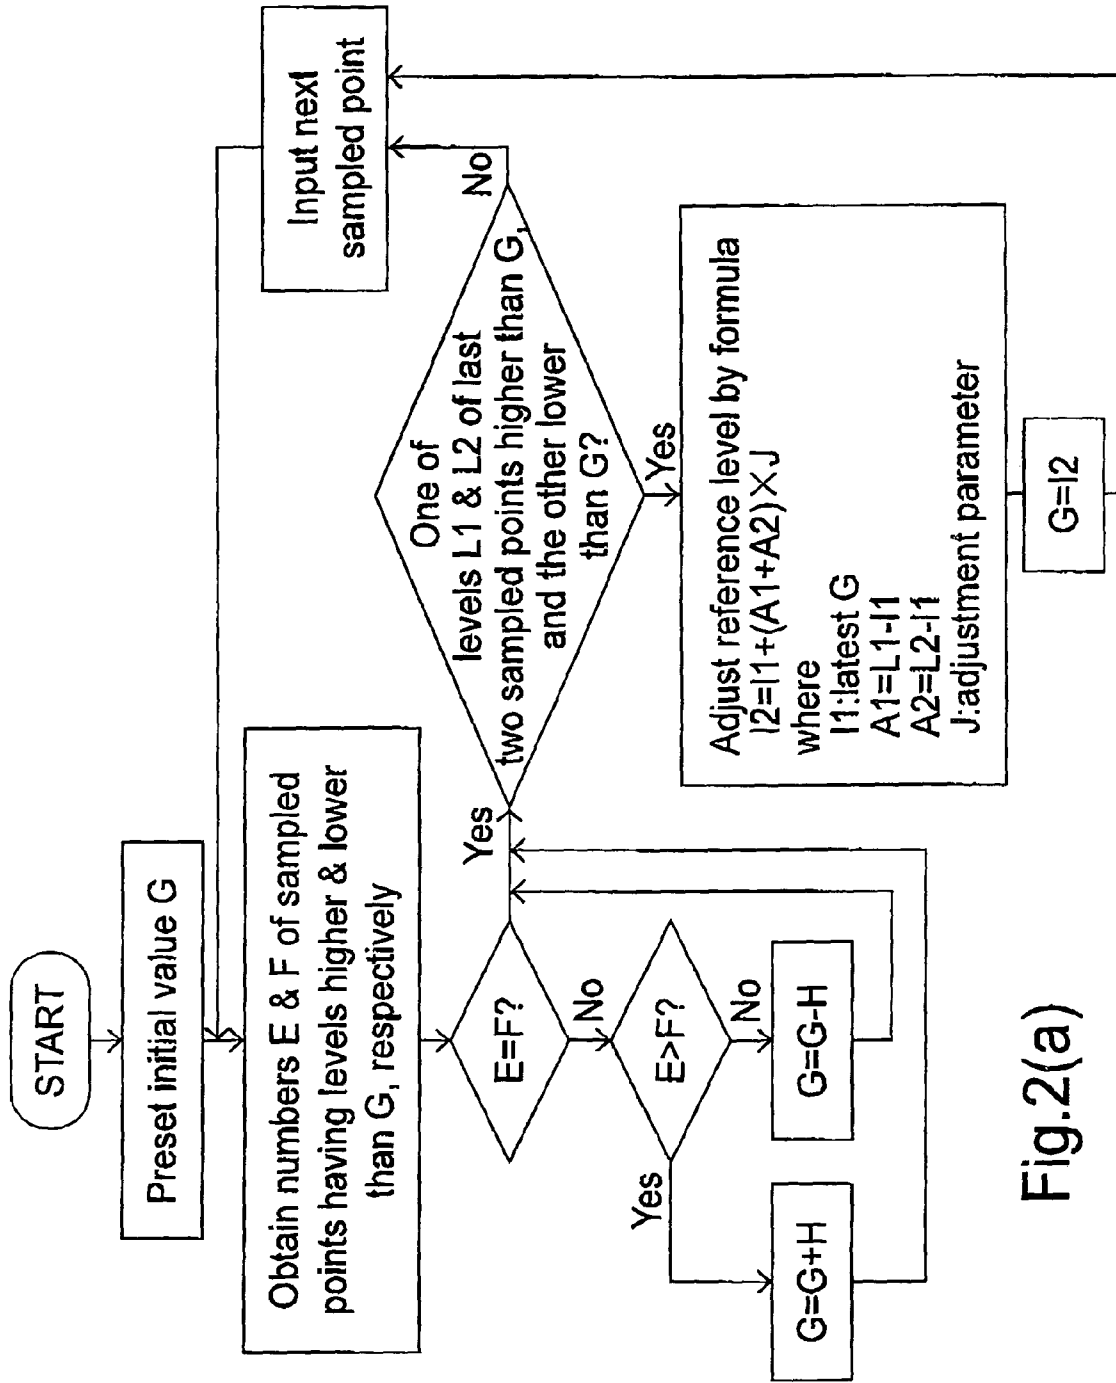 START
Preset initial value G
Obtain numbers E & F of sampled
points having levels higher & lower
than G, respectively
E=F?
Yes
No
E>F?
Yes
No
G=G+H
G=G-H
One of
levels L1 & L2 of last
two sampled points higher than G,
and the other lower
than G?
No
Yes
Input next
sampled point
Adjust reference level by formula
I2=I1+(A1+A2)×J
where
I1:latest G
A1=L1-I1
A2=L2-I1
J:adjustment parameter
G=I2
Fig.2(a)